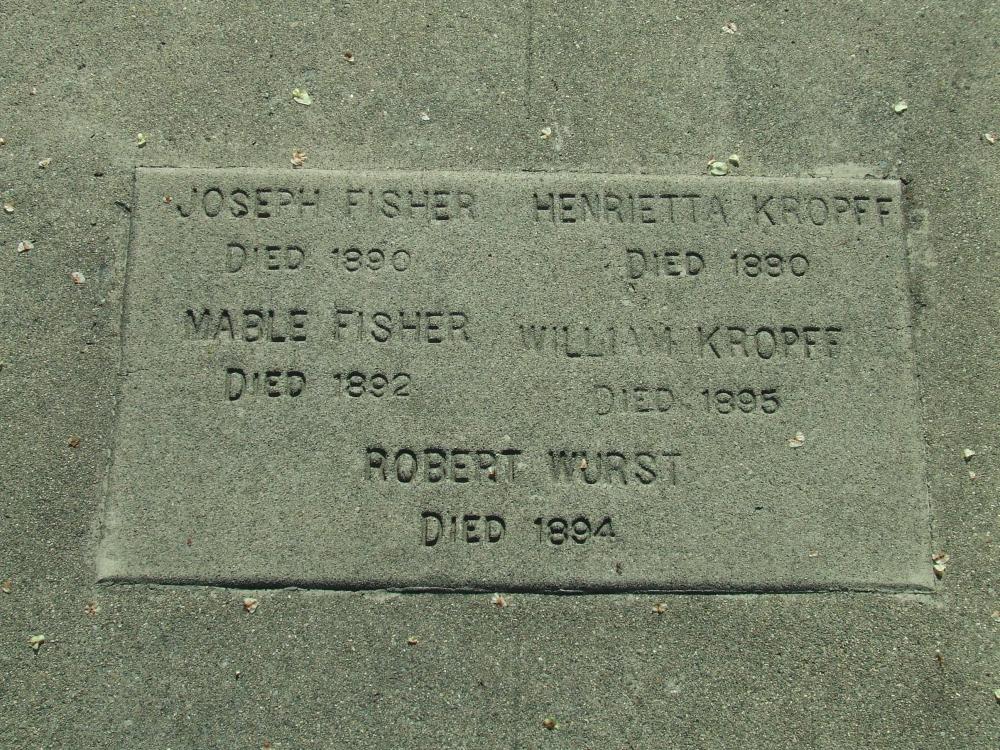 JOSEPH FISHER
DIED 1890
HENRIETTA KROPFF
DIED 1890
MABLE FISHER
DIED 1892
WILLIAM KROPFF
DIED 1895
ROBERT WURST
DIED 1894